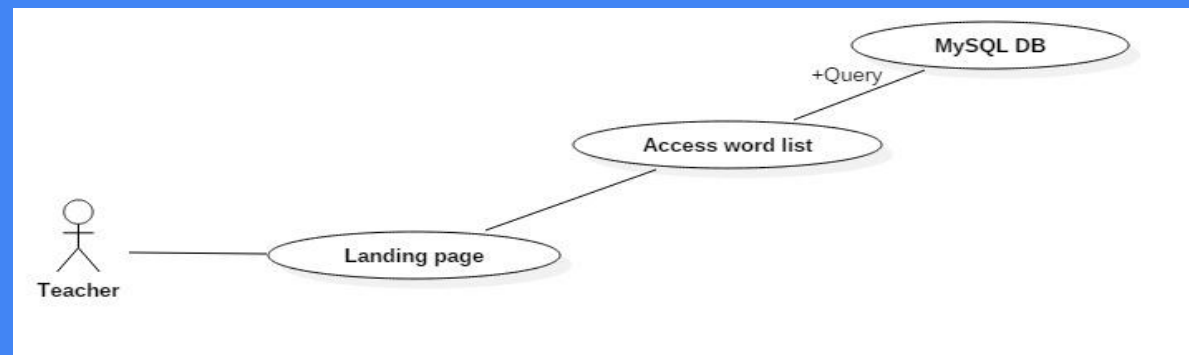 MySQL DB
+Query
Access word list
Landing page
Teacher